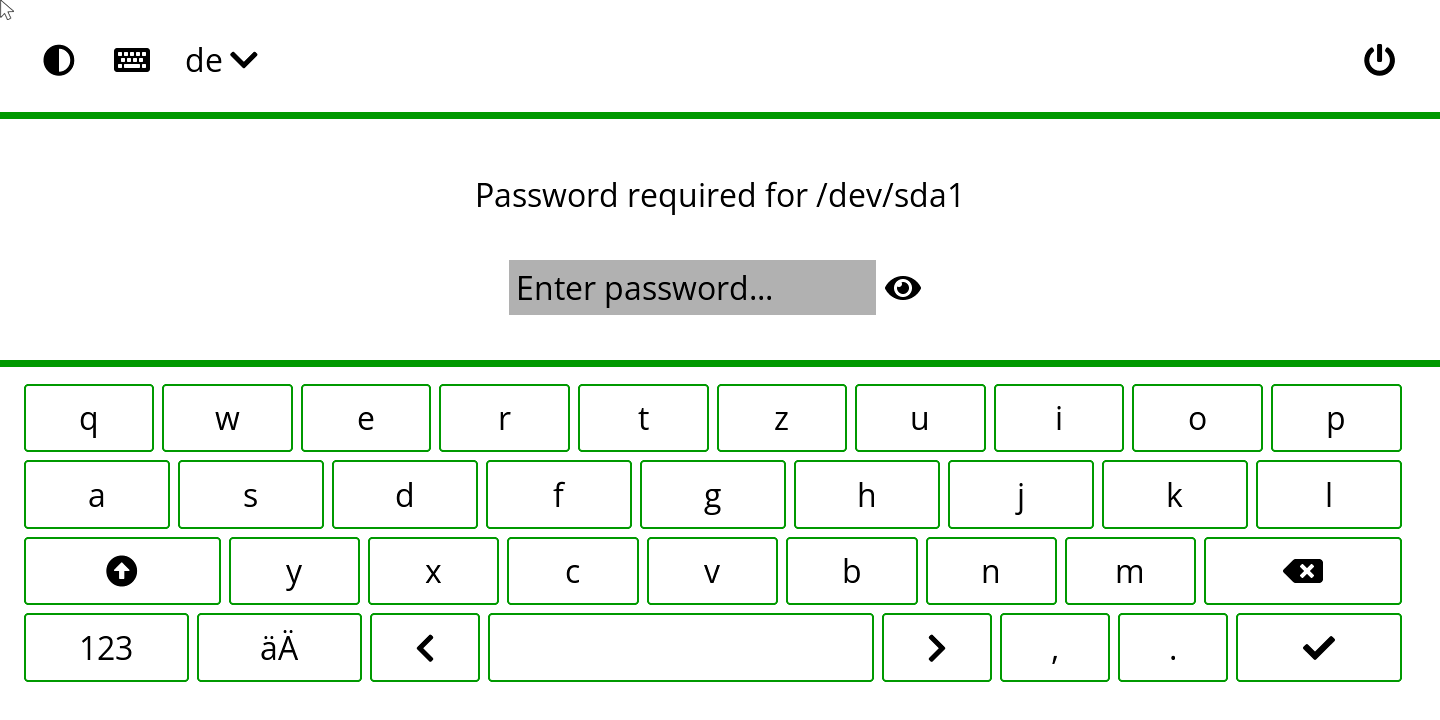 de
Password required for /dev/sda1
Enter password...
q w e r t z u i o p
a s d f g h j k l
y x c v b n m
123 äÄ , .